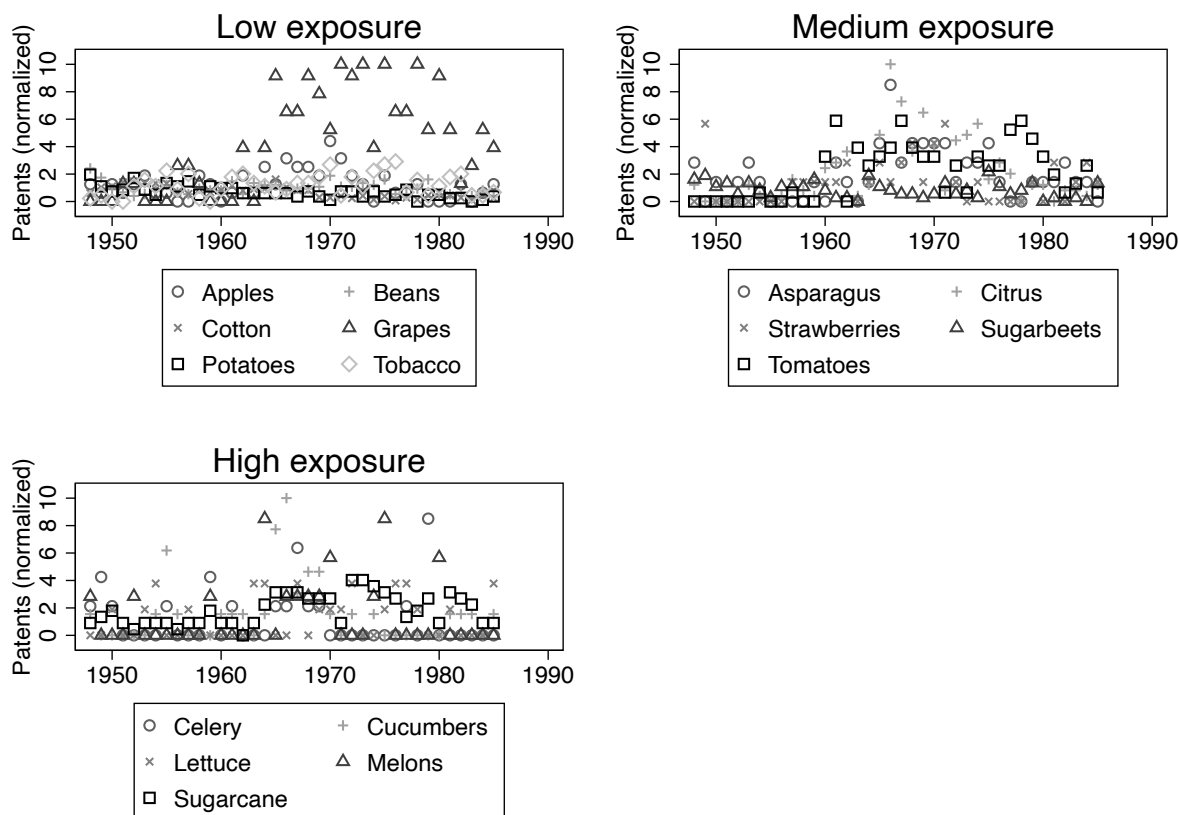 Low exposure
Patents (normalized)
10
8
6
4
2
0
1950 1960 1970 1980 1990
Apples Beans
Cotton Grapes
Potatoes Tobacco
Medium exposure
Patents (normalized)
10
8
6
4
2
0
1950 1960 1970 1980 1990
Asparagus Citrus
Strawberries Sugarbeets
Tomatoes
High exposure
Patents (normalized)
10
8
6
4
2
0
1950 1960 1970 1980 1990
Celery Cucumbers
Lettuce Melons
Sugarcane